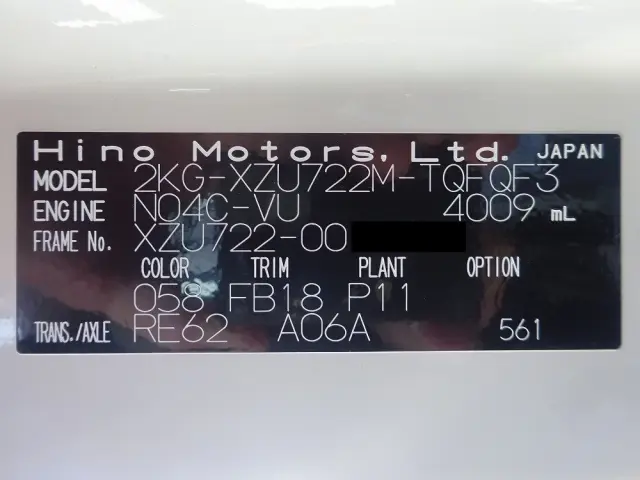 Hino Motors, Ltd. JAPAN
MODEL 2KG-XZU722M-TQFQF3
ENGINE N04C-VU 4009 mL
FRAME No. XZU722-00
COLOR TRIM PLANT OPTION
058 FB18 P11
TRANS./AXLE RE62 A06A 561